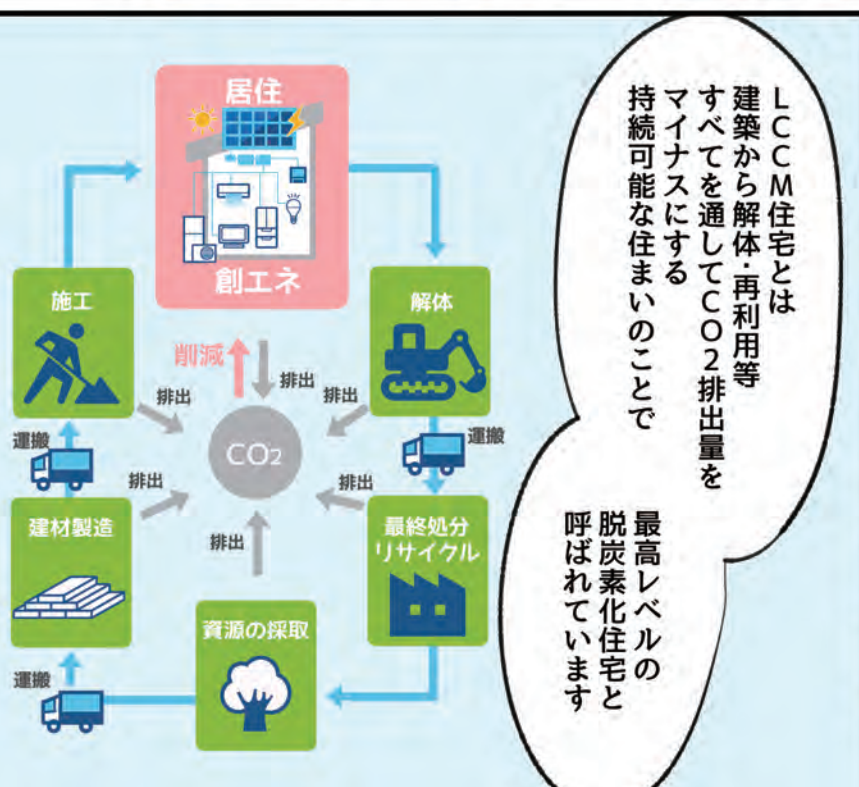 LCCM住宅とは
建築から解体・再利用等
すべてを通してCO2排出量を
マイナスにする
持続可能な住まいのことで
最高レベルの
脱炭素化住宅と
呼ばれています
居住
創エネ
施工
解体
削減
排出
排出
排出
運搬
CO2
運搬
排出
排出
建材製造
排出
最終処分
リサイクル
資源の採取
運搬